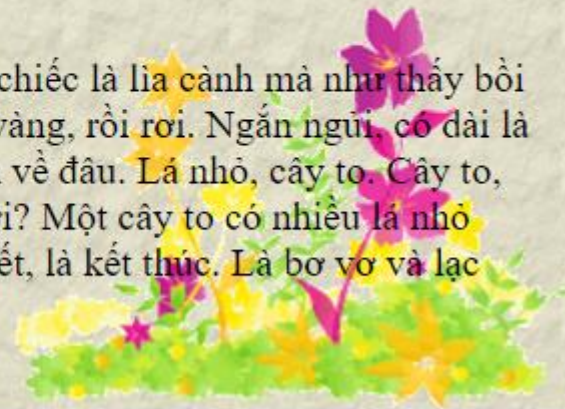 chiếc là lìa cành mà như thấy bồi
vàng, rồi rơi. Ngắn ngủi, có dài là
về đâu. Lá nhỏ, cây to. Cây to,
? Một cây to có nhiều lá nhỏ
là kết thúc. Là bơ vơ và lạc